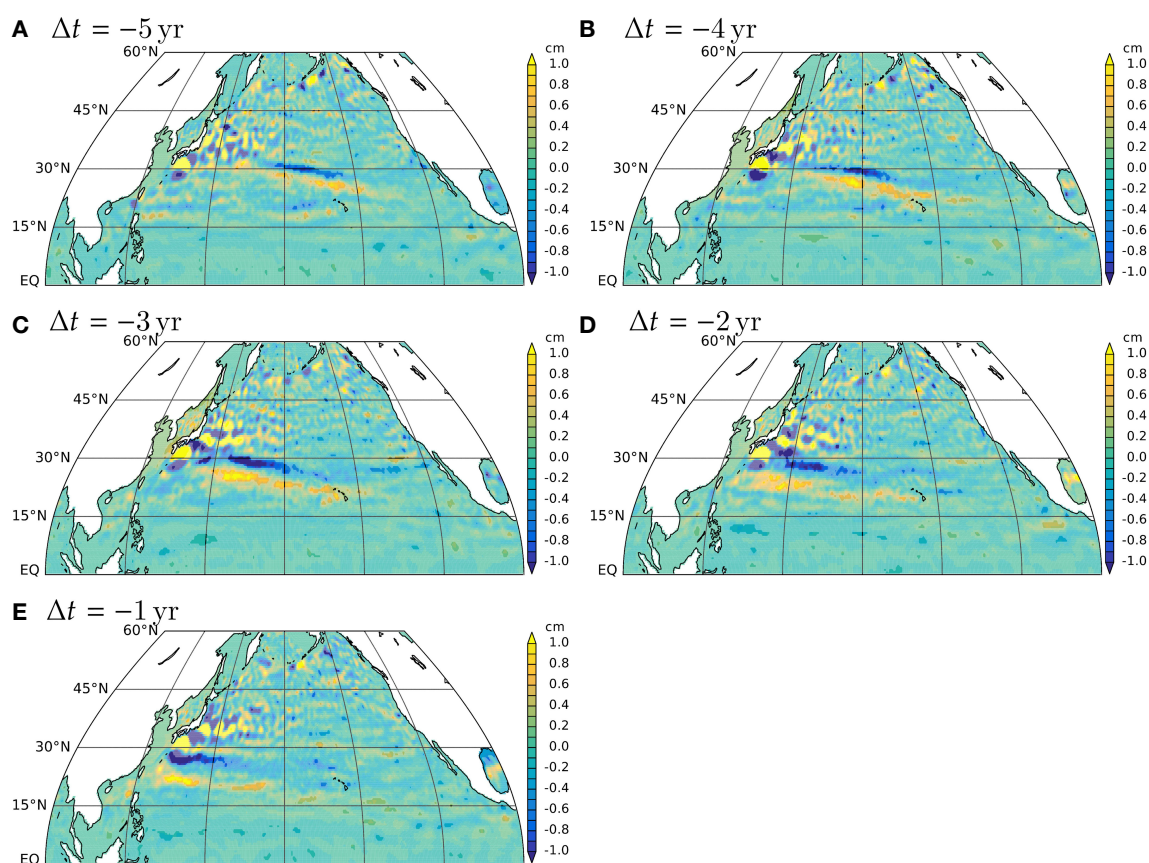 A Δt = −5 yr
60°N
45°N
30°N
15°N
EQ
cm
1.0
0.8
0.6
0.4
0.2
0.0
-0.2
-0.4
-0.6
-0.8
-1.0
B Δt = −4 yr
60°N
45°N
30°N
15°N
EQ
cm
1.0
0.8
0.6
0.4
0.2
0.0
-0.2
-0.4
-0.6
-0.8
-1.0
C Δt = −3 yr
60°N
45°N
30°N
15°N
EQ
cm
1.0
0.8
0.6
0.4
0.2
0.0
-0.2
-0.4
-0.6
-0.8
-1.0
D Δt = −2 yr
60°N
45°N
30°N
15°N
EQ
cm
1.0
0.8
0.6
0.4
0.2
0.0
-0.2
-0.4
-0.6
-0.8
-1.0
E Δt = −1 yr
60°N
45°N
30°N
15°N
EQ
cm
1.0
0.8
0.6
0.4
0.2
0.0
-0.2
-0.4
-0.6
-0.8
-1.0